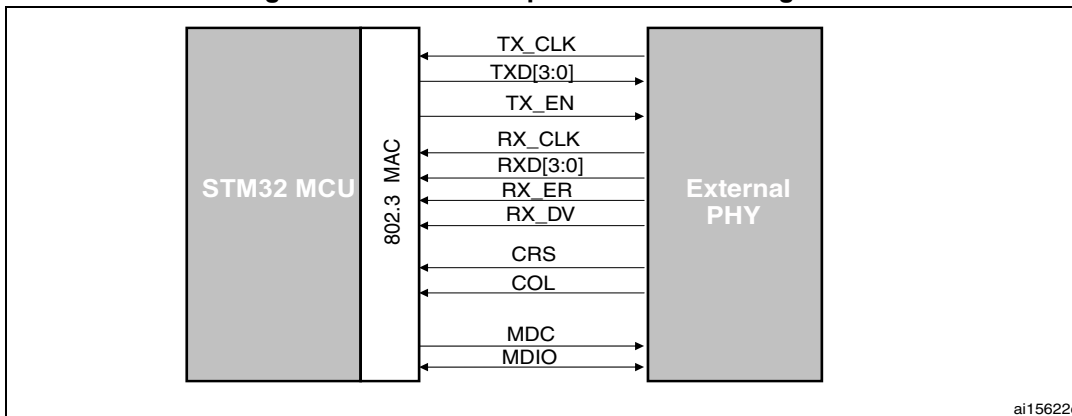 TX_CLK
TXD[3:0]
TX_EN
RX_CLK
RXD[3:0]
RX_ER
RX_DV
CRS
COL
MDC
MDIO
STM32 MCU
802.3 MAC
External
PHY